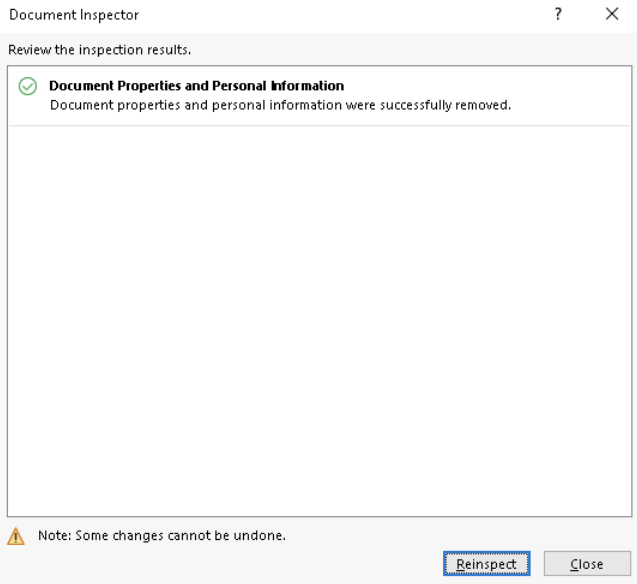 Document Inspector
?
Review the inspection results.
Document Properties and Personal Information
Document properties and personal information were successfully removed.
Note: Some changes cannot be undone.
Reinspect Close